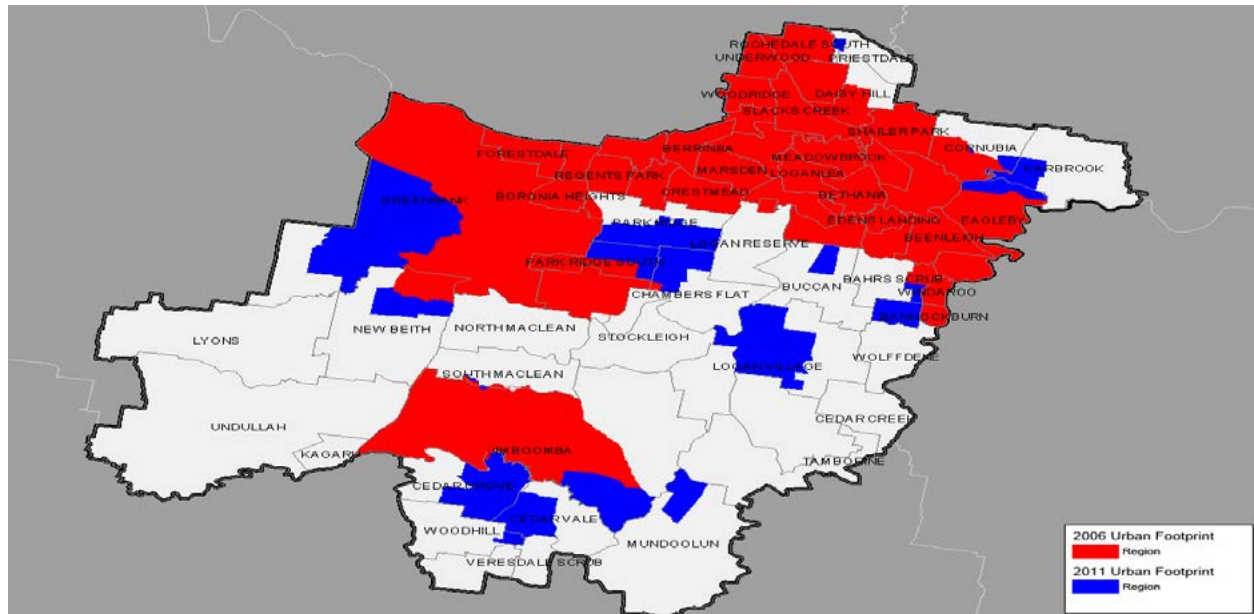 ROCHEDALE SOUTH
UNDERWOOD
PRIESTDALE
WOODRIDGE
DAISY HILL
SLACKS CREEK
SHAILER PARK
CORNUBIA
BERRINBA
FORESTDALE
MEADOWBROOK
CARBROOK
REGENTS PARK
MARSDEN
LOGANLEA
BORONIA HEIGHTS
CRESTMEAD
BETHANIA
GREENBANK
PARK RIDGE
EDENS LANDING
EAGLEBY
LOGAN RESERVE
BEENLEIGH
PARK RIDGE SOUTH
BAHRS SCRUB
BUCCAN
CHAMBERS FLAT
WINDAROO
BANNOCKBURN
NEW BEITH
NORTH MACLEAN
STOCKLEIGH
LYONS
WOLFFDENE
LOGAN VILLAGE
SOUTH MACLEAN
CEDAR CREEK
UNDULLAH
JIMBOOMBA
KAGARU
TAMBORINE
CEDAR GROVE
CEDAR VALE
WOODHILL
MUNDOOLUN
VERESDALE SCRUB
2006 Urban Footprint
Region
2011 Urban Footprint
Region